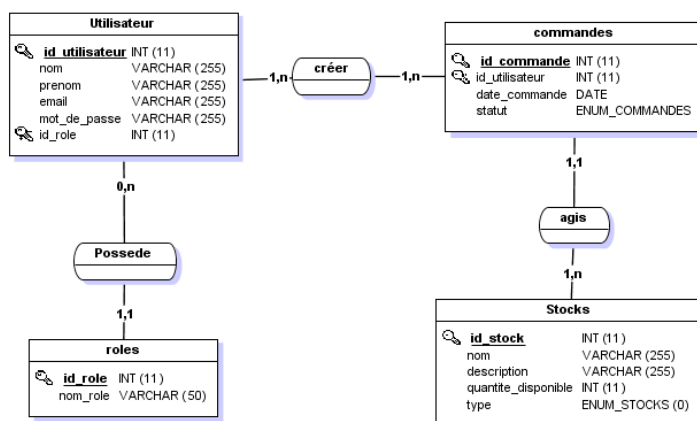 Utilisateur
id_utilisateur INT (11)
nom VARCHAR (255)
prenom VARCHAR (255)
email VARCHAR (255)
mot_de_passe VARCHAR (255)
id_role INT (11)
1,n
créer
1,n
commandes
id_commande INT (11)
id_utilisateur INT (11)
date_commande DATE
statut ENUM_COMMANDES
0,n
Possede
1,1
roles
id_role INT (11)
nom_role VARCHAR (50)
1,1
agis
1,n
Stocks
id_stock INT (11)
nom VARCHAR (255)
description VARCHAR (255)
quantite_disponible INT (11)
type ENUM_STOCKS (0)